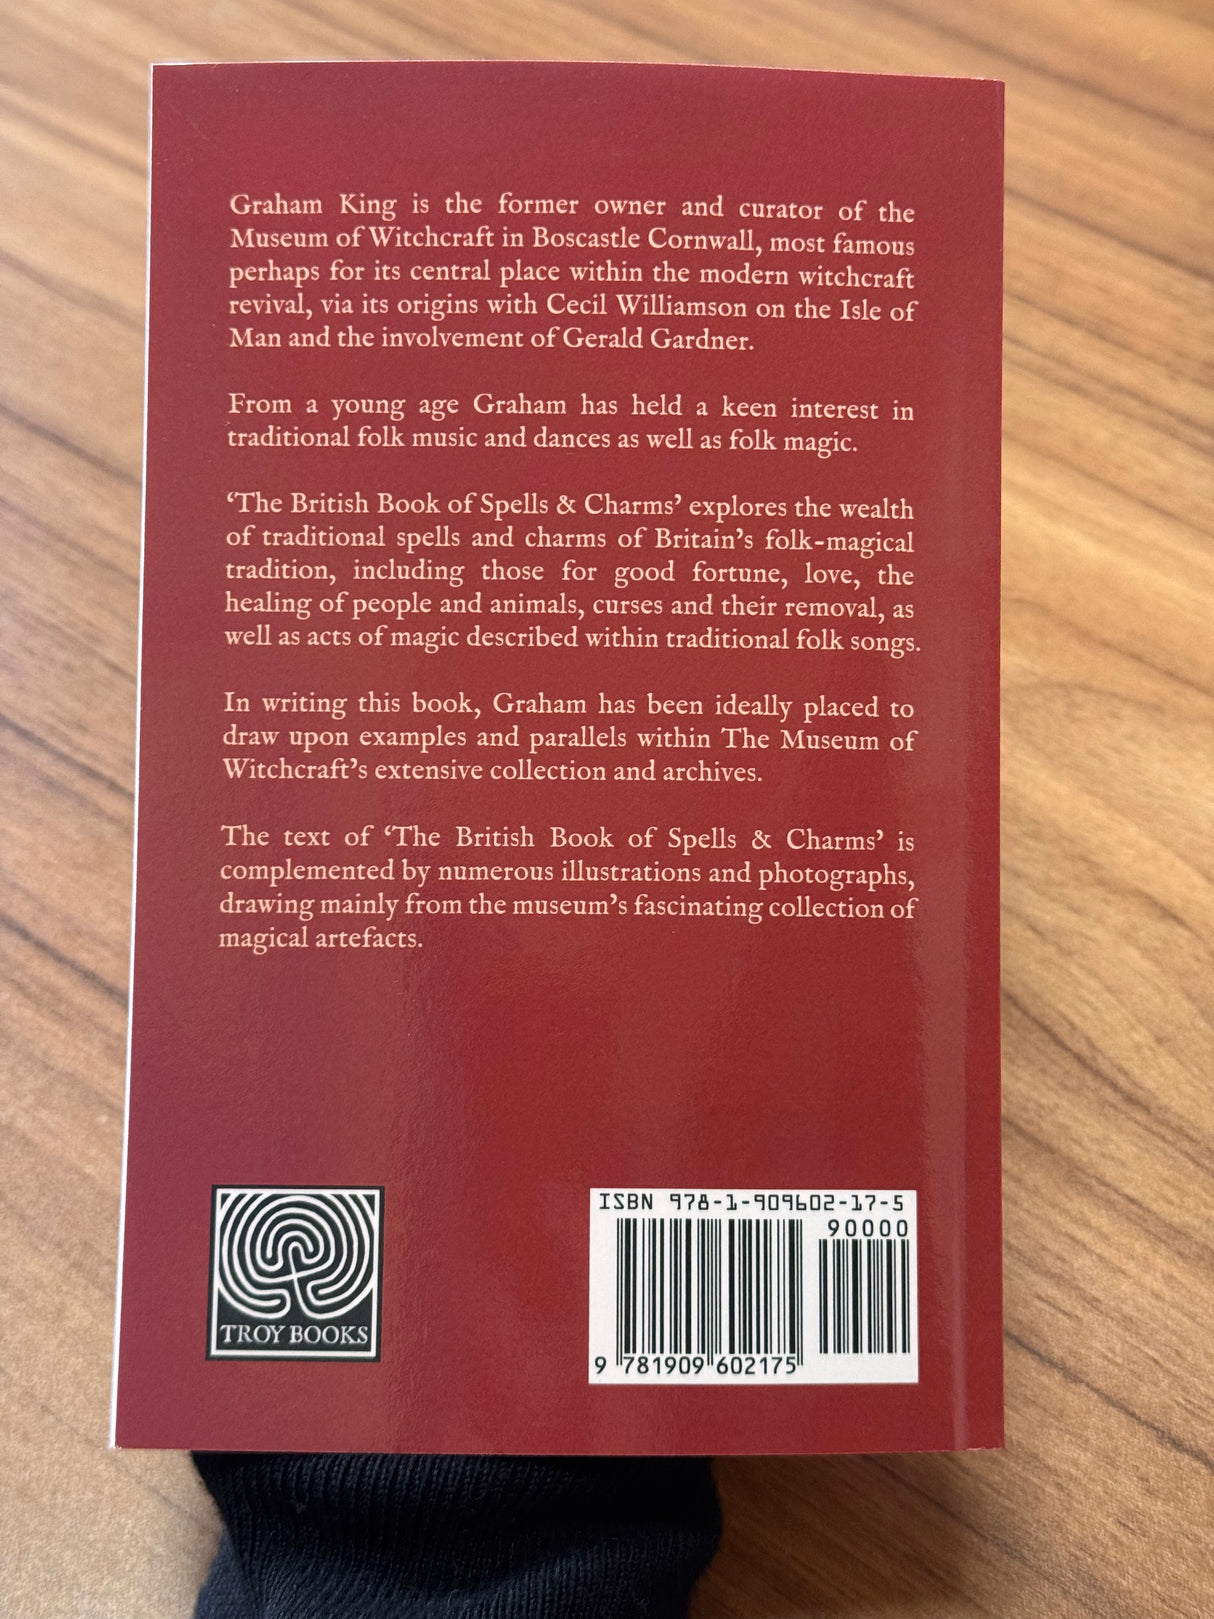 Graham King is the former owner and curator of the
Museum of Witchcraft in Boscastle Cornwall, most famous
perhaps for its central place within the modern witchcraft
revival, via its origins with Cecil Williamson on the Isle of
Man and the involvement of Gerald Gardner.
From a young age Graham has held a keen interest in
traditional folk music and dances as well as folk magic.
‘The British Book of Spells & Charms’ explores the wealth
of traditional spells and charms of Britain’s folk-magical
tradition, including those for good fortune, love, the
healing of people and animals, curses and their removal, as
well as acts of magic described within traditional folk songs.
In writing this book, Graham has been ideally placed to
draw upon examples and parallels within The Museum of
Witchcraft’s extensive collection and archives.
The text of ‘The British Book of Spells & Charms’ is
complemented by numerous illustrations and photographs,
drawing mainly from the museum’s fascinating collection of
magical artefacts.
TROY BOOKS
ISBN 978-1-909602-17-5
90000
9 781909 602175